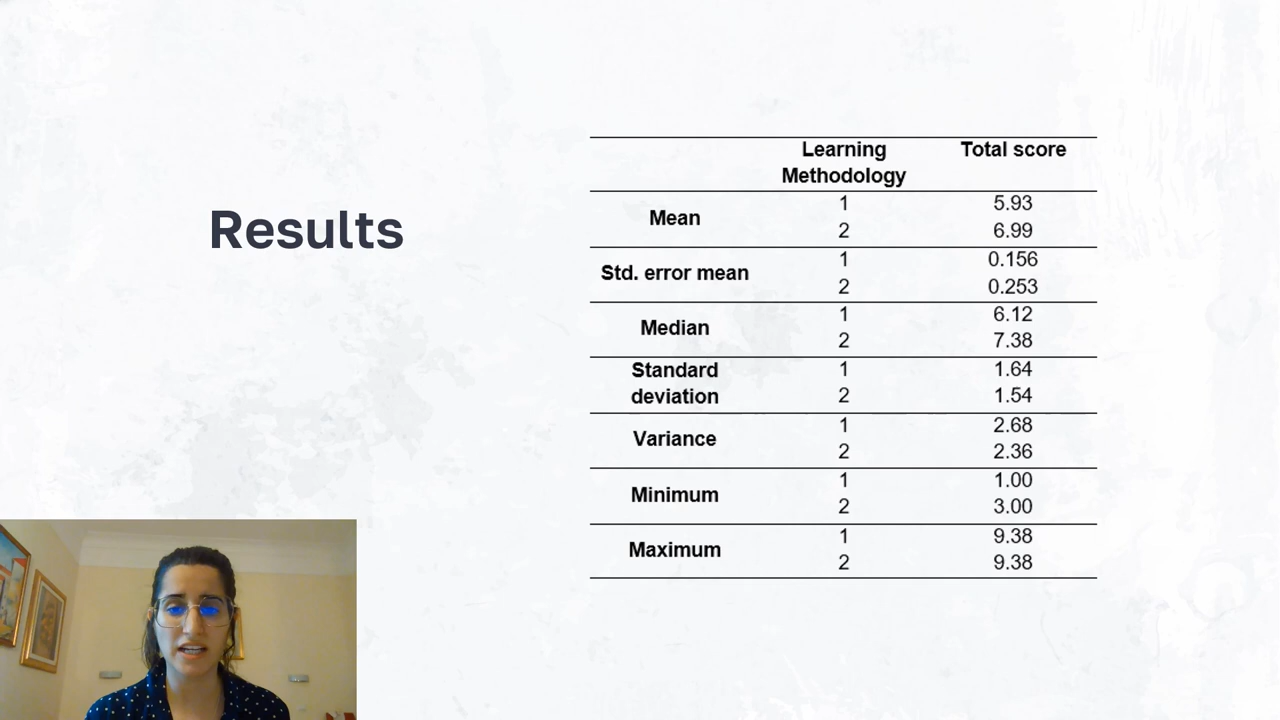 Results
Learning Methodology Total score
Mean 1 5.93
2 6.99
Std. error mean 1 0.156
2 0.253
Median 1 6.12
2 7.38
Standard deviation 1 1.64
2 1.54
Variance 1 2.68
2 2.36
Minimum 1 1.00
2 3.00
Maximum 1 9.38
2 9.38